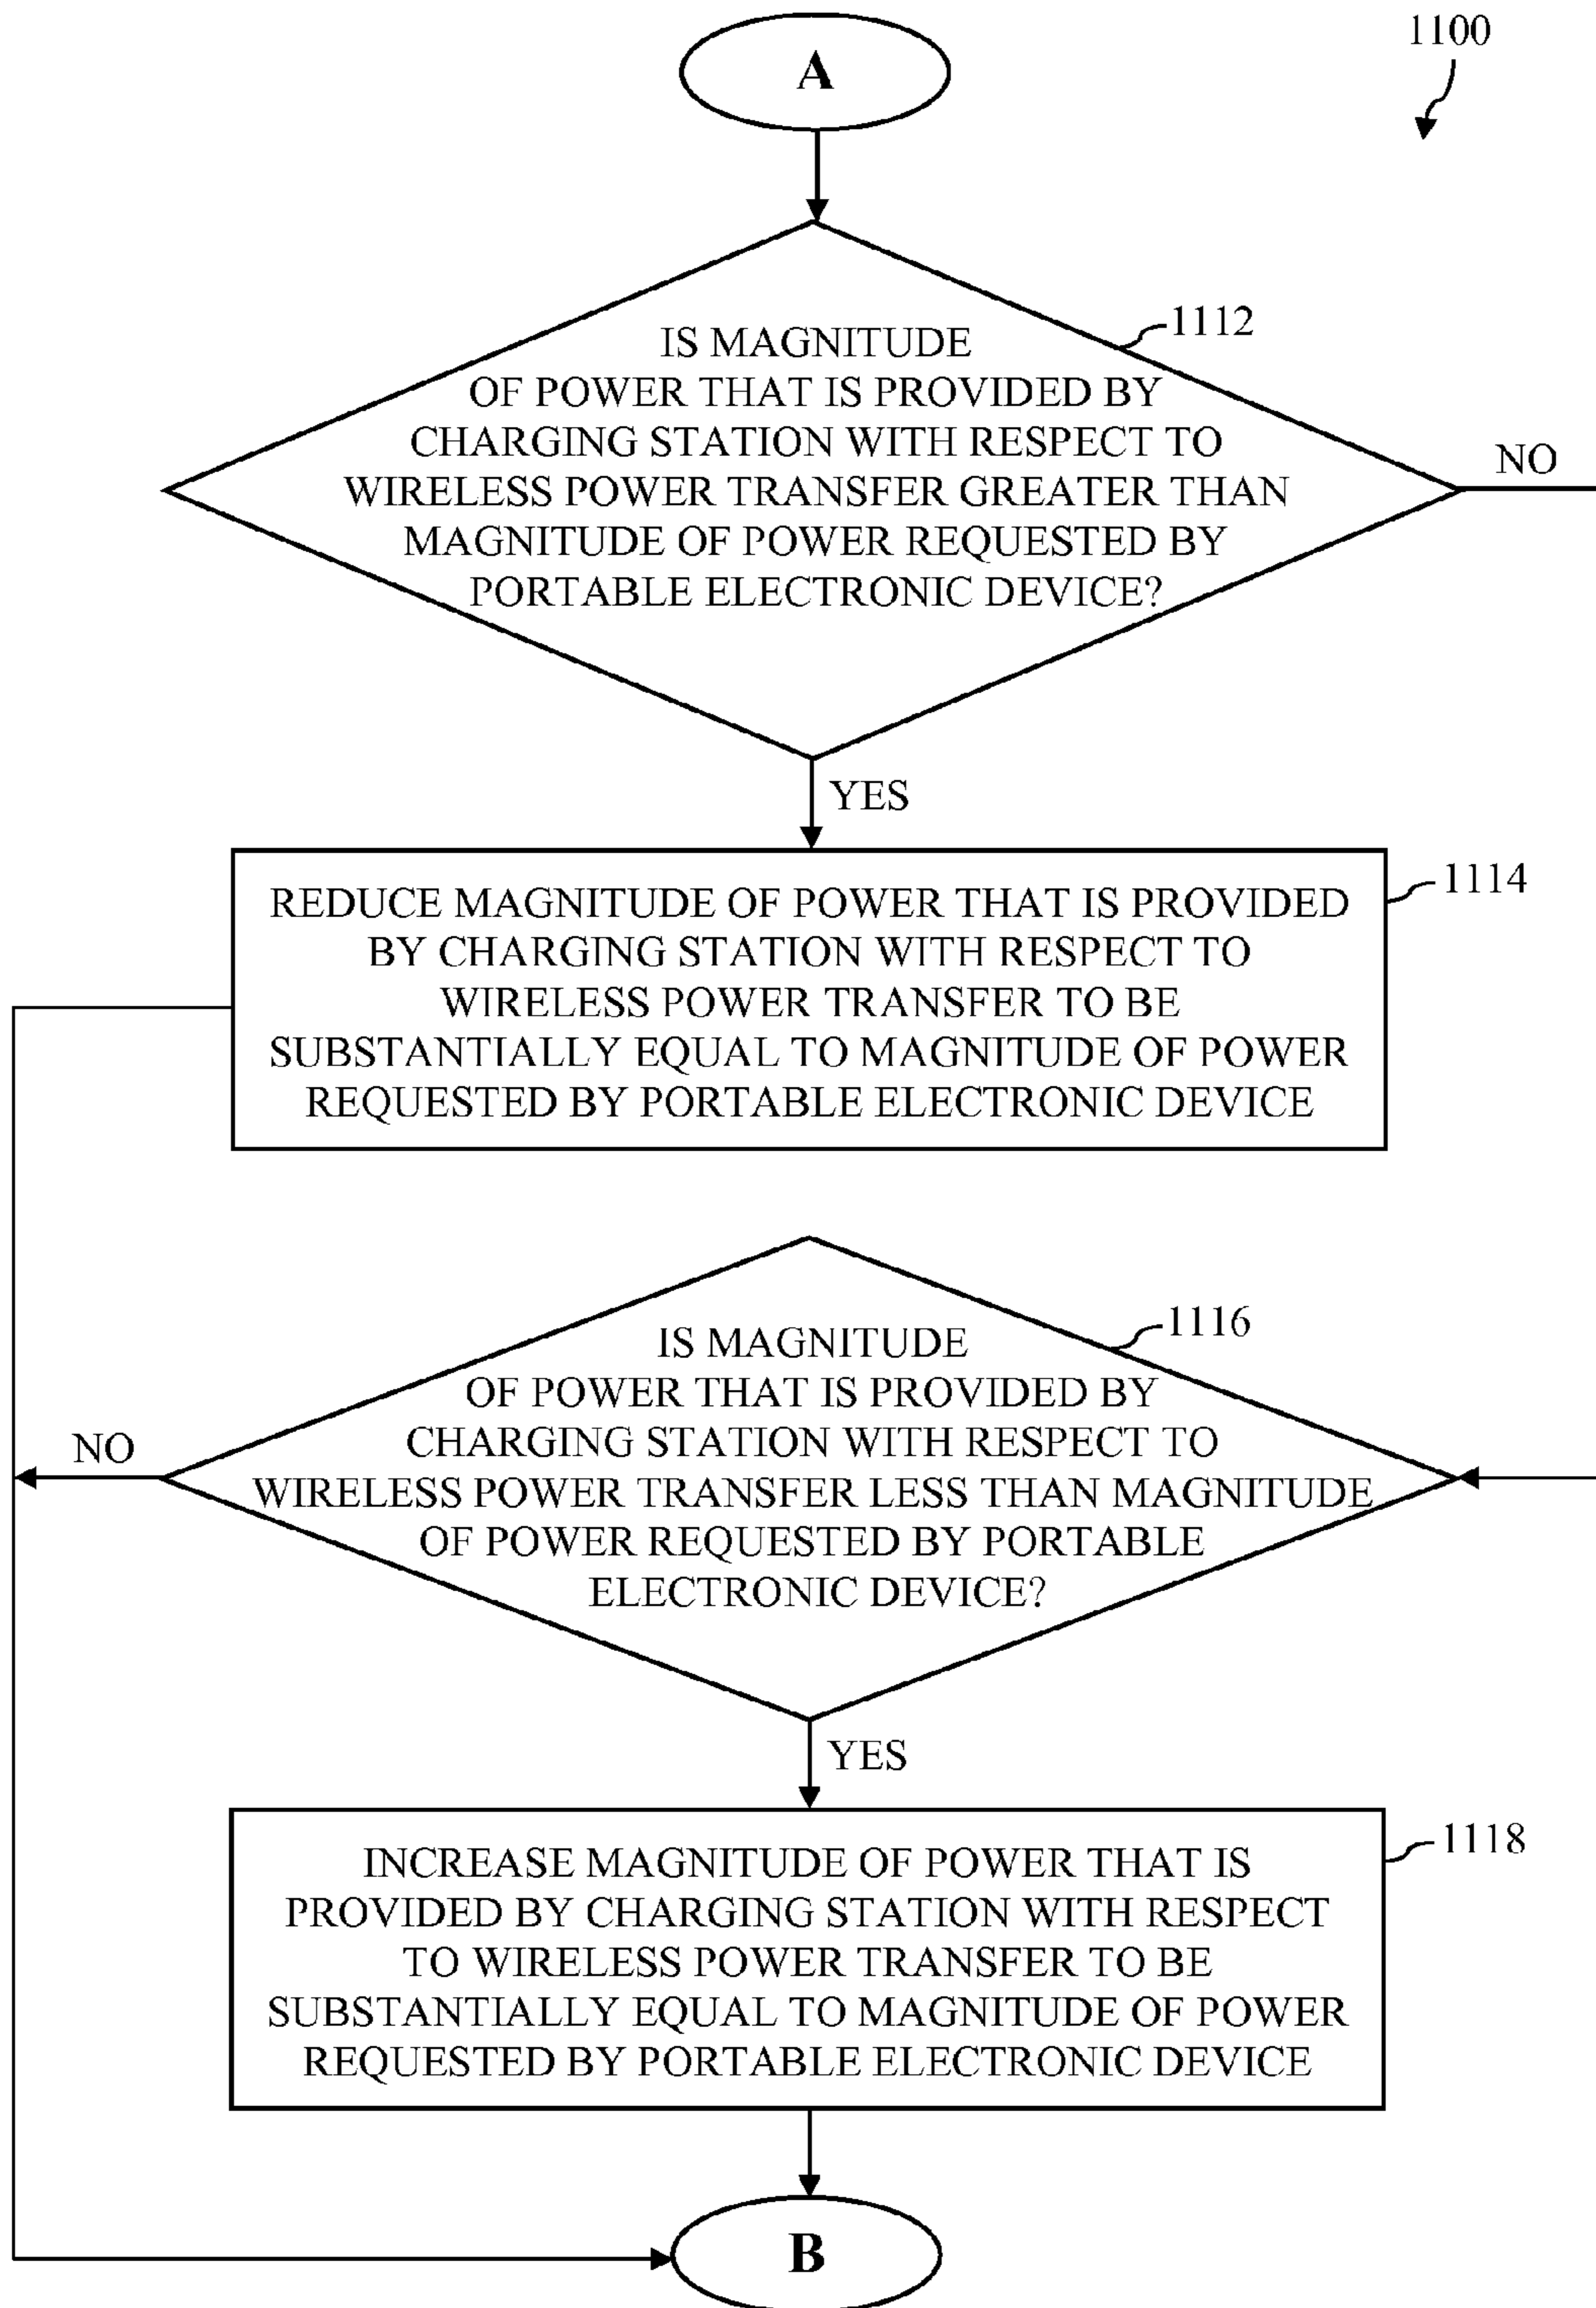 1100
A
1112
IS MAGNITUDE
OF POWER THAT IS PROVIDED BY
CHARGING STATION WITH RESPECT TO
WIRELESS POWER TRANSFER GREATER THAN
MAGNITUDE OF POWER REQUESTED BY
PORTABLE ELECTRONIC DEVICE?
NO
YES
1114
REDUCE MAGNITUDE OF POWER THAT IS PROVIDED
BY CHARGING STATION WITH RESPECT TO
WIRELESS POWER TRANSFER TO BE
SUBSTANTIALLY EQUAL TO MAGNITUDE OF POWER
REQUESTED BY PORTABLE ELECTRONIC DEVICE
1116
IS MAGNITUDE
OF POWER THAT IS PROVIDED BY
CHARGING STATION WITH RESPECT TO
WIRELESS POWER TRANSFER LESS THAN MAGNITUDE
OF POWER REQUESTED BY PORTABLE
ELECTRONIC DEVICE?
NO
YES
1118
INCREASE MAGNITUDE OF POWER THAT IS
PROVIDED BY CHARGING STATION WITH RESPECT
TO WIRELESS POWER TRANSFER TO BE
SUBSTANTIALLY EQUAL TO MAGNITUDE OF POWER
REQUESTED BY PORTABLE ELECTRONIC DEVICE
B